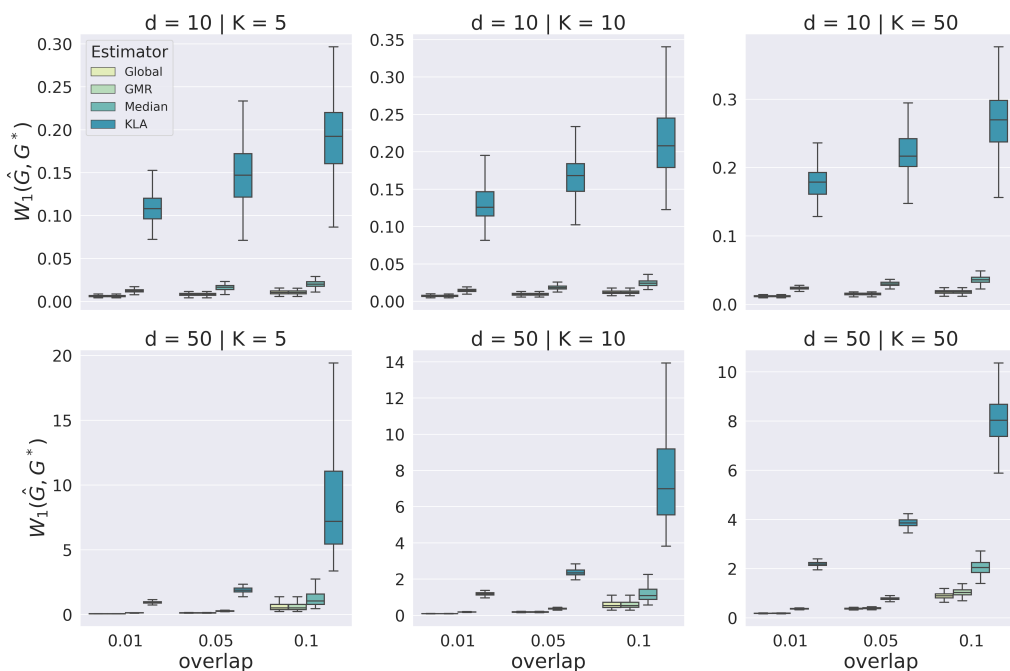 d = 10 | K = 5
d = 10 | K = 10
d = 10 | K = 50
W₁(Ĝ, G*)
0.30
0.25
0.20
0.15
0.10
0.05
0.00
Estimator
Global
GMR
Median
KLA
0.35
0.30
0.25
0.20
0.15
0.10
0.05
0.00
0.3
0.2
0.1
0.0
d = 50 | K = 5
d = 50 | K = 10
d = 50 | K = 50
W₁(Ĝ, G*)
20
15
10
5
0
14
12
10
8
6
4
2
0
10
8
6
4
2
0
0.01 0.05 0.1
0.01 0.05 0.1
0.01 0.05 0.1
overlap
overlap
overlap